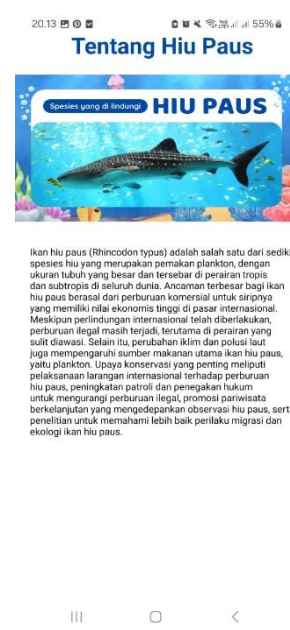 20.13
55%
Tentang Hiu Paus
Spesies yang di lindungi
HIU PAUS
Ikan hiu paus (Rhincodon typus) adalah salah satu dari sediki
spesies hiu yang merupakan pemakan plankton, dengan
ukuran tubuh yang besar dan tersebar di perairan tropis
dan subtropis di seluruh dunia. Ancaman terbesar bagi ikan
hiu paus berasal dari perburuan komersial untuk siripnya
yang memiliki nilai ekonomis tinggi di pasar internasional.
Meskipun perlindungan internasional telah diberlakukan,
perburuan ilegal masih terjadi, terutama di perairan yang
sulit diawasi. Selain itu, perubahan iklim dan polusi laut
juga mempengaruhi sumber makanan utama ikan hiu paus,
yaitu plankton. Upaya konservasi yang penting meliputi
pelaksanaan larangan internasional terhadap perburuan
hiu paus, peningkatan patroli dan penegakan hukum
untuk mengurangi perburuan ilegal, promosi pariwisata
berkelanjutan yang mengedepankan observasi hiu paus, sert
penelitian untuk memahami lebih baik perilaku migrasi dan
ekologi ikan hiu paus.